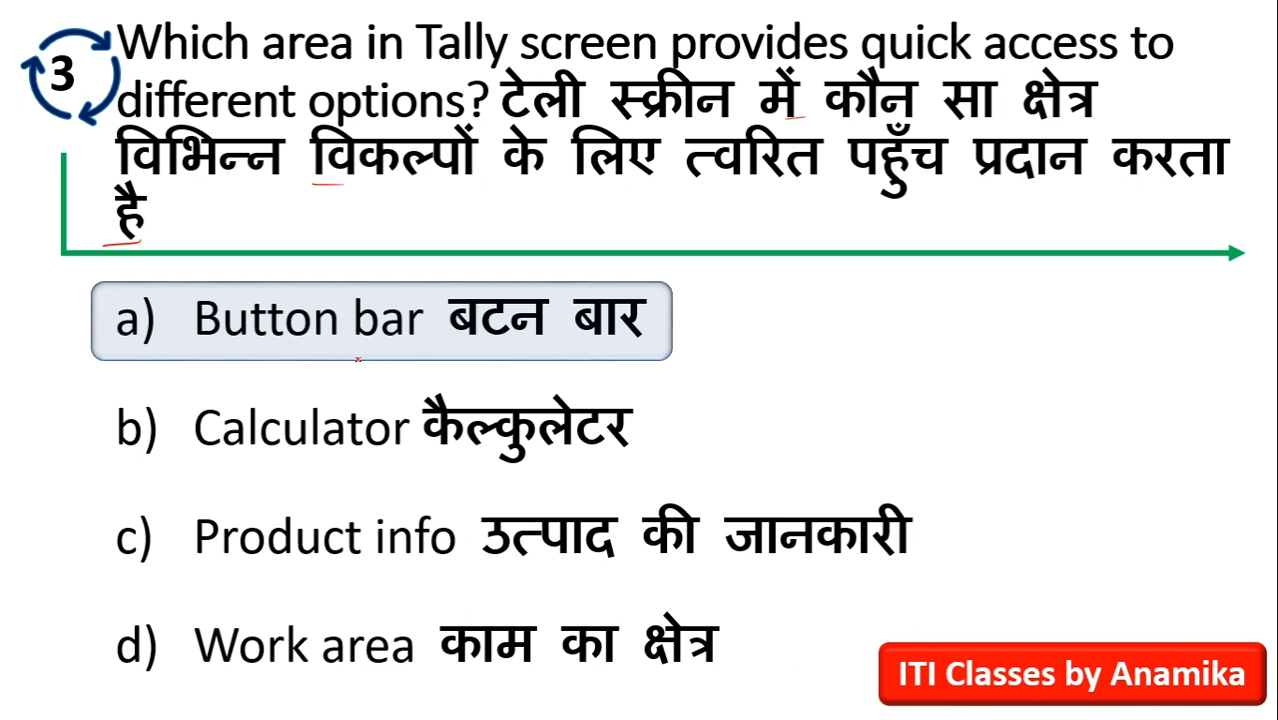 3
Which area in Tally screen provides quick access to
different options? टेली स्क्रीन में कौन सा क्षेत्र
विभिन्न विकल्पों के लिए त्वरित पहुँच प्रदान करता
है
a) Button bar बटन बार
b) Calculator कैल्कुलेटर
c) Product info उत्पाद की जानकारी
d) Work area काम का क्षेत्र
ITI Classes by Anamika